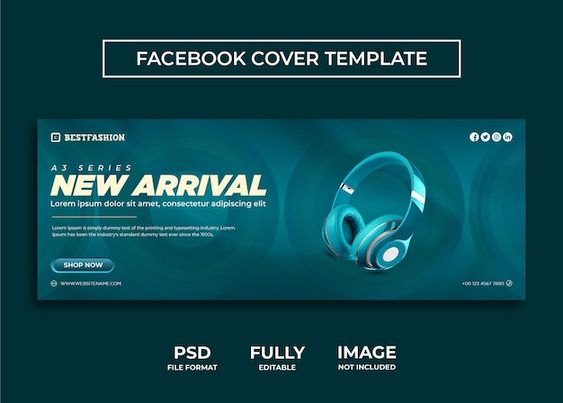 FACEBOOK COVER TEMPLATE
BESTFASHION
A3 SERIES
NEW ARRIVAL
Lorem ipsum dolor sit amet, consectetur adipiscing elit
Lorem Ipsum is simply dummy text of the printing and
typesetting industry. Lorem Ipsum has been the industry's
standard dummy text ever since the 1500s,
SHOP NOW
WWW.WEBSITENAME.COM
+00 123 4567 7890
PSD
FILE FORMAT
FULLY
EDITABLE
IMAGE
NOT INCLUDED